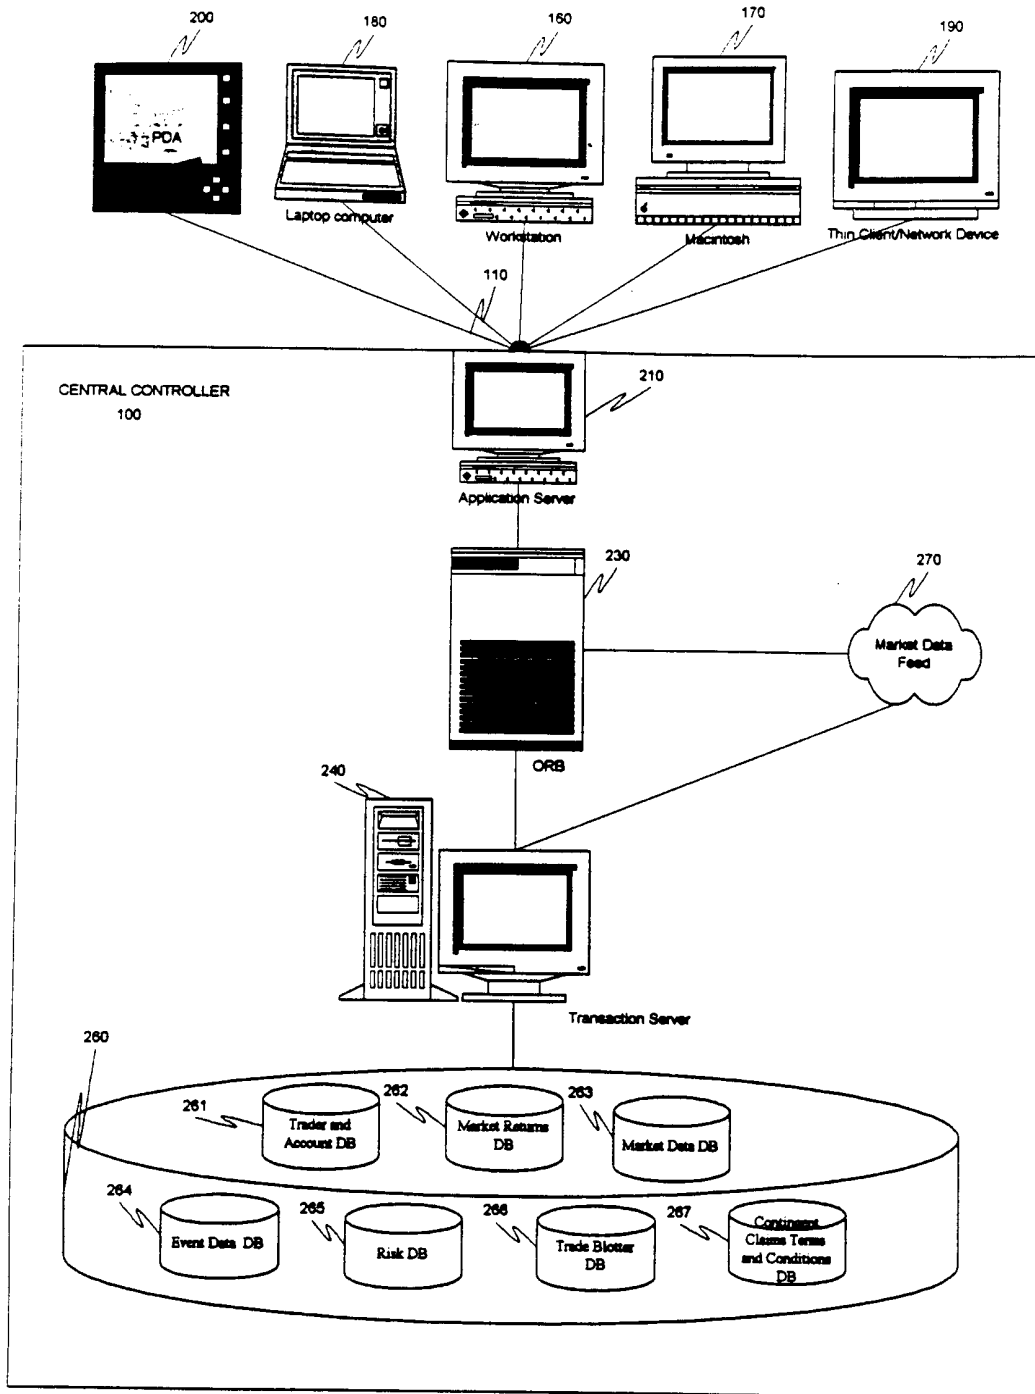 200
180
160
170
190
PDA
Laptop computer
Workstation
Macintosh
Thin Client/Network Device
110
CENTRAL CONTROLLER
100
210
Application Server
230
270
Market Data
Feed
ORB
240
Transaction Server
260
261
Trader and
Account DB
262
Market Returns
DB
263
Market Data DB
264
Event Data DB
265
Risk DB
266
Trade Blotter
DB
267
Contingent
Claims Terms
and Conditions
DB